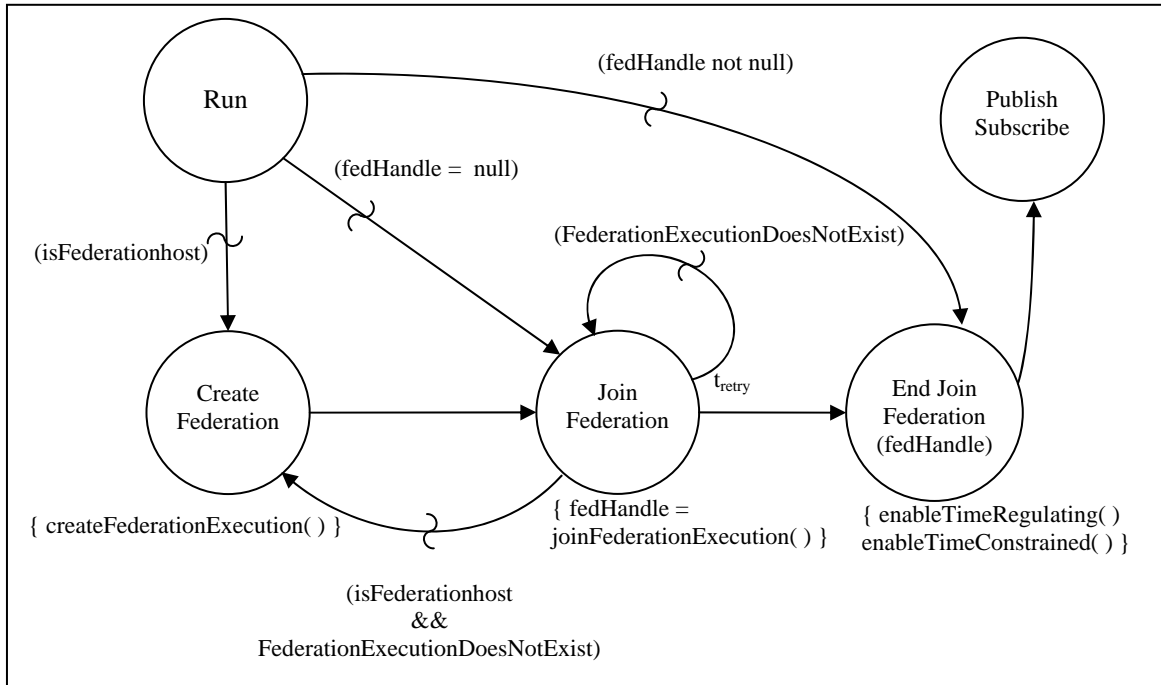 (fedHandle not null)
Run
Publish
Subscribe
(fedHandle = null)
(FederationExecutionDoesNotExist)
(isFederationhost)
t_retry
Create
Federation
Join
Federation
End Join
Federation
(fedHandle)
{ createFederationExecution( ) }
{ fedHandle =
joinFederationExecution( ) }
{ enableTimeRegulating( )
enableTimeConstrained( ) }
(isFederationhost
&&
FederationExecutionDoesNotExist)